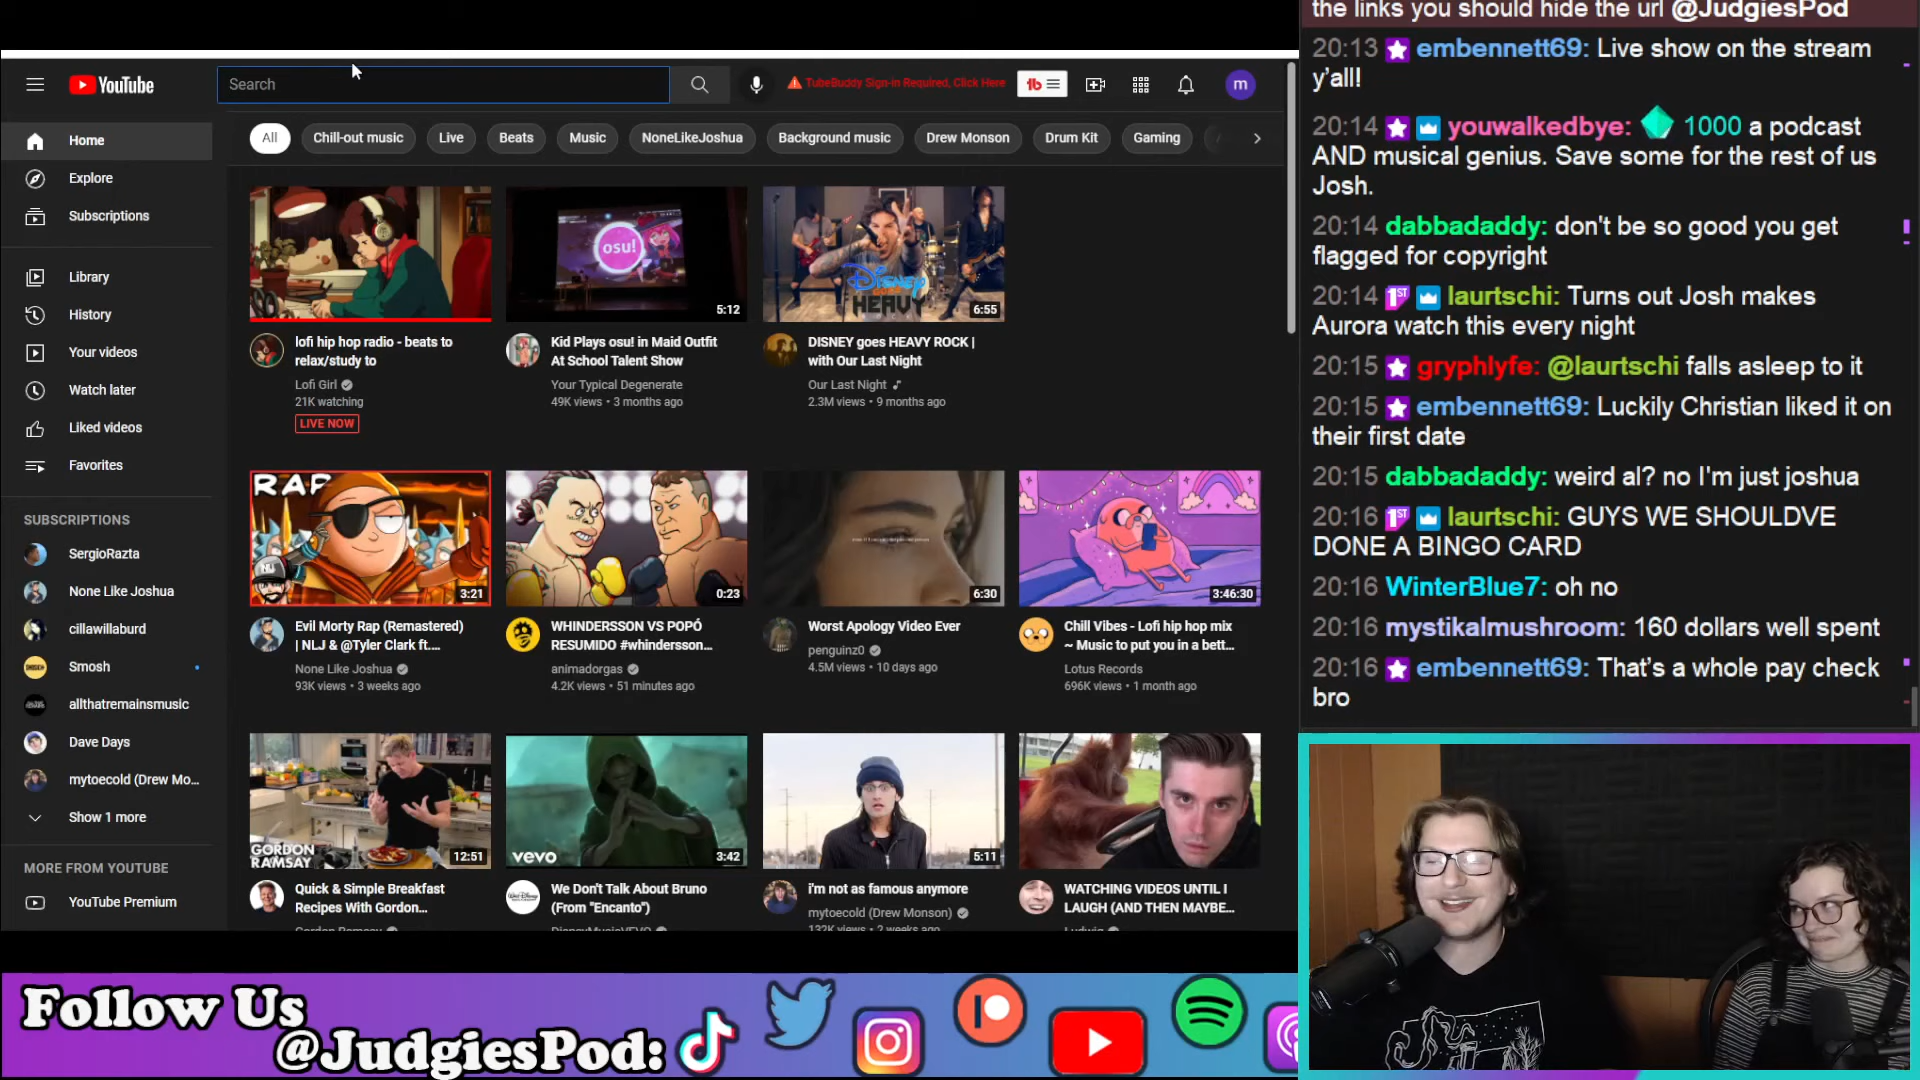 YouTube
Search
TubeBuddy Sign-in Required, Click Here
tb
m
Home
Explore
Subscriptions
Library
History
Your videos
Watch later
Liked videos
Favorites
SUBSCRIPTIONS
SergioRazta
None Like Joshua
cillawillaburd
Smosh
allthatremainsmusic
Dave Days
mytoecold (Drew Mo...
Show 1 more
MORE FROM YOUTUBE
YouTube Premium
All
Chill-out music
Live
Beats
Music
NoneLikeJoshua
Background music
Drew Monson
Drum Kit
Gaming
lofi hip hop radio - beats to
relax/study to
Lofi Girl
21K watching
LIVE NOW
osu!
5:12
Kid Plays osu! in Maid Outfit
At School Talent Show
Your Typical Degenerate
49K views • 3 months ago
Disney
GOES
HEAVY
6:55
DISNEY goes HEAVY ROCK |
with Our Last Night
Our Last Night
2.3M views • 9 months ago
RAP
3:21
Evil Morty Rap (Remastered)
| NLJ & @Tyler Clark ft....
None Like Joshua
93K views • 3 weeks ago
0:23
WHINDERSSON VS POPÓ
RESUMIDO #whindersson...
animadorgas
4.2K views • 51 minutes ago
6:30
Worst Apology Video Ever
penguinz0
4.5M views • 10 days ago
3:46:30
Chill Vibes - Lofi hip hop mix
~ Music to put you in a bett...
Lotus Records
696K views • 1 month ago
GORDON
RAMSAY
12:51
Quick & Simple Breakfast
Recipes With Gordon...
Gordon Ramsay
vevo
3:42
We Don't Talk About Bruno
(From "Encanto")
DisneyMusicVEVO
5:11
i'm not as famous anymore
mytoecold (Drew Monson)
132K views • 2 weeks ago
WATCHING VIDEOS UNTIL I
LAUGH (AND THEN MAYBE...
Ludwig
the links you should hide the url @JudgiesPod
20:13 embennett69: Live show on the stream
y'all!
20:14 youwalkedbye: 1000 a podcast
AND musical genius. Save some for the rest of us
Josh.
20:14 dabbadaddy: don't be so good you get
flagged for copyright
20:14 1ST laurtschi: Turns out Josh makes
Aurora watch this every night
20:15 gryphlyfe: @laurtschi falls asleep to it
20:15 embennett69: Luckily Christian liked it on
their first date
20:15 dabbadaddy: weird al? no I'm just joshua
20:16 1ST laurtschi: GUYS WE SHOULDVE
DONE A BINGO CARD
20:16 WinterBlue7: oh no
20:16 mystikalmushroom: 160 dollars well spent
20:16 embennett69: That's a whole pay check
bro
Follow Us
@JudgiesPod: